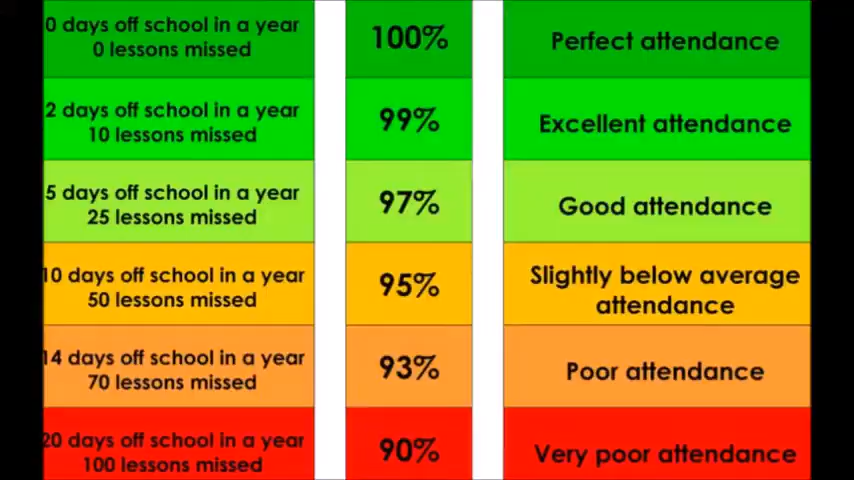 0 days off school in a year
0 lessons missed
100%
Perfect attendance
2 days off school in a year
10 lessons missed
99%
Excellent attendance
5 days off school in a year
25 lessons missed
97%
Good attendance
10 days off school in a year
50 lessons missed
95%
Slightly below average
attendance
14 days off school in a year
70 lessons missed
93%
Poor attendance
20 days off school in a year
100 lessons missed
90%
Very poor attendance